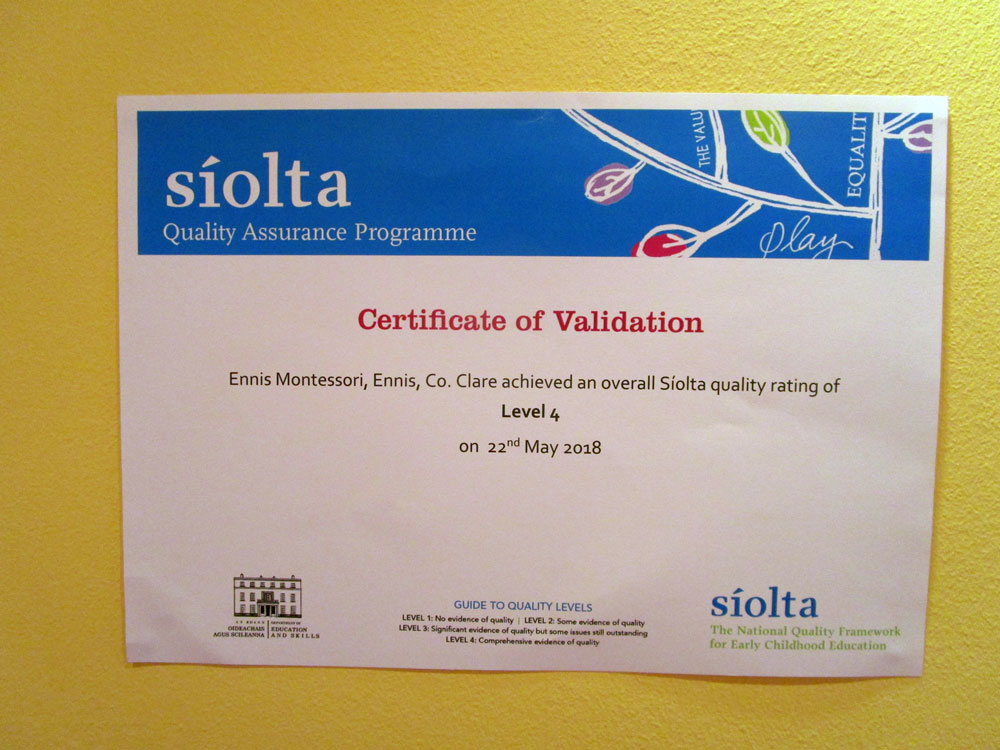 síolta
Quality Assurance Programme
THE VALU
EQUALIT
Play
Certificate of Validation
Ennis Montessori, Ennis, Co. Clare achieved an overall Síolta quality rating of
Level 4
on 22nd May 2018
AN ROINN
OIDEACHAIS
AGUS SCILEANNA
DEPARTMENT OF
EDUCATION
AND SKILLS
GUIDE TO QUALITY LEVELS
LEVEL 1: No evidence of quality | LEVEL 2: Some evidence of quality
LEVEL 3: Significant evidence of quality but some issues still outstanding
LEVEL 4: Comprehensive evidence of quality
síolta
The National Quality Framework
for Early Childhood Education